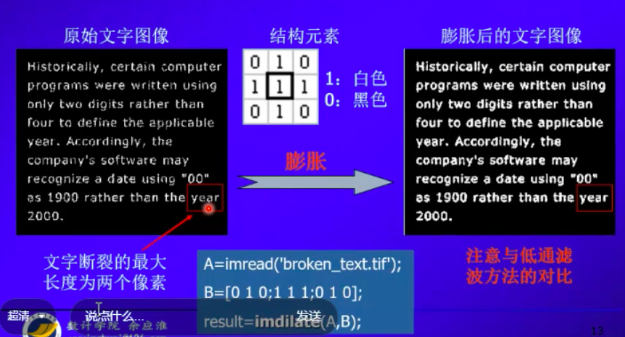 原始文字图像
结构元素
膨胀后的文字图像
Historically, certain computer
programs were written using
only two digits rather than
four to define the applicable
year. Accordingly, the
company's software may
recognize a date using "00"
as 1900 rather than the year
2000.
0 1 0
1 1 1
0 1 0
1：白色
0：黑色
膨胀
Historically, certain computer
programs were written using
only two digits rather than
four to define the applicable
year. Accordingly, the
company's software may
recognize a date using "00"
as 1900 rather than the year
2000.
文字断裂的最大
长度为两个像素
A=imread('broken_text.tif');
B=[0 1 0;1 1 1;0 1 0];
result=imdilate(A,B);
注意与低通滤
波方法的对比
超清
说点什么...
发送
数计学院 余应淮
13